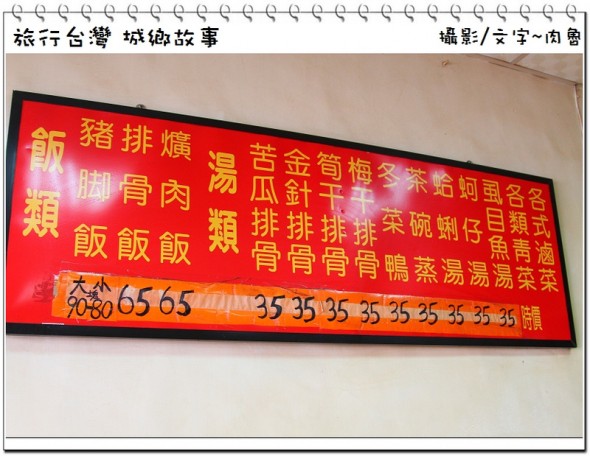 旅行台灣 城鄉故事
攝影/文字~肉魯
飯類
豬脚飯
排骨飯
爌肉飯
湯類
苦瓜排骨
金針排骨
筍干排骨
梅干排骨
冬菜鴨
茶碗蒸
蛤蜊湯
蚵仔湯
虱目魚湯
各類青菜
各式滷菜
大塊小
90-80 65 65 35 35 35 35 35 35 35 35 35 時價